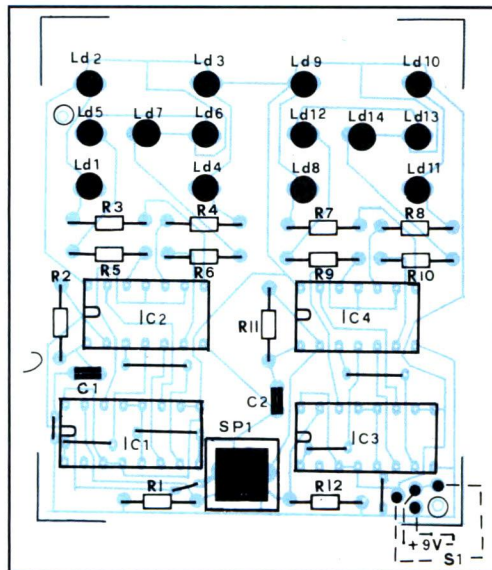 Ld2 Ld3 Ld9 Ld10
Ld5 Ld7 Ld6 Ld12 Ld14 Ld13
Ld1 Ld4 Ld8 Ld11
R3 R4 R7 R8
R5 R6 R9 R10
R2
IC2 R11 IC4
C1
C2
SP1
IC1 IC3
R1 R12
+ 9V -
S1